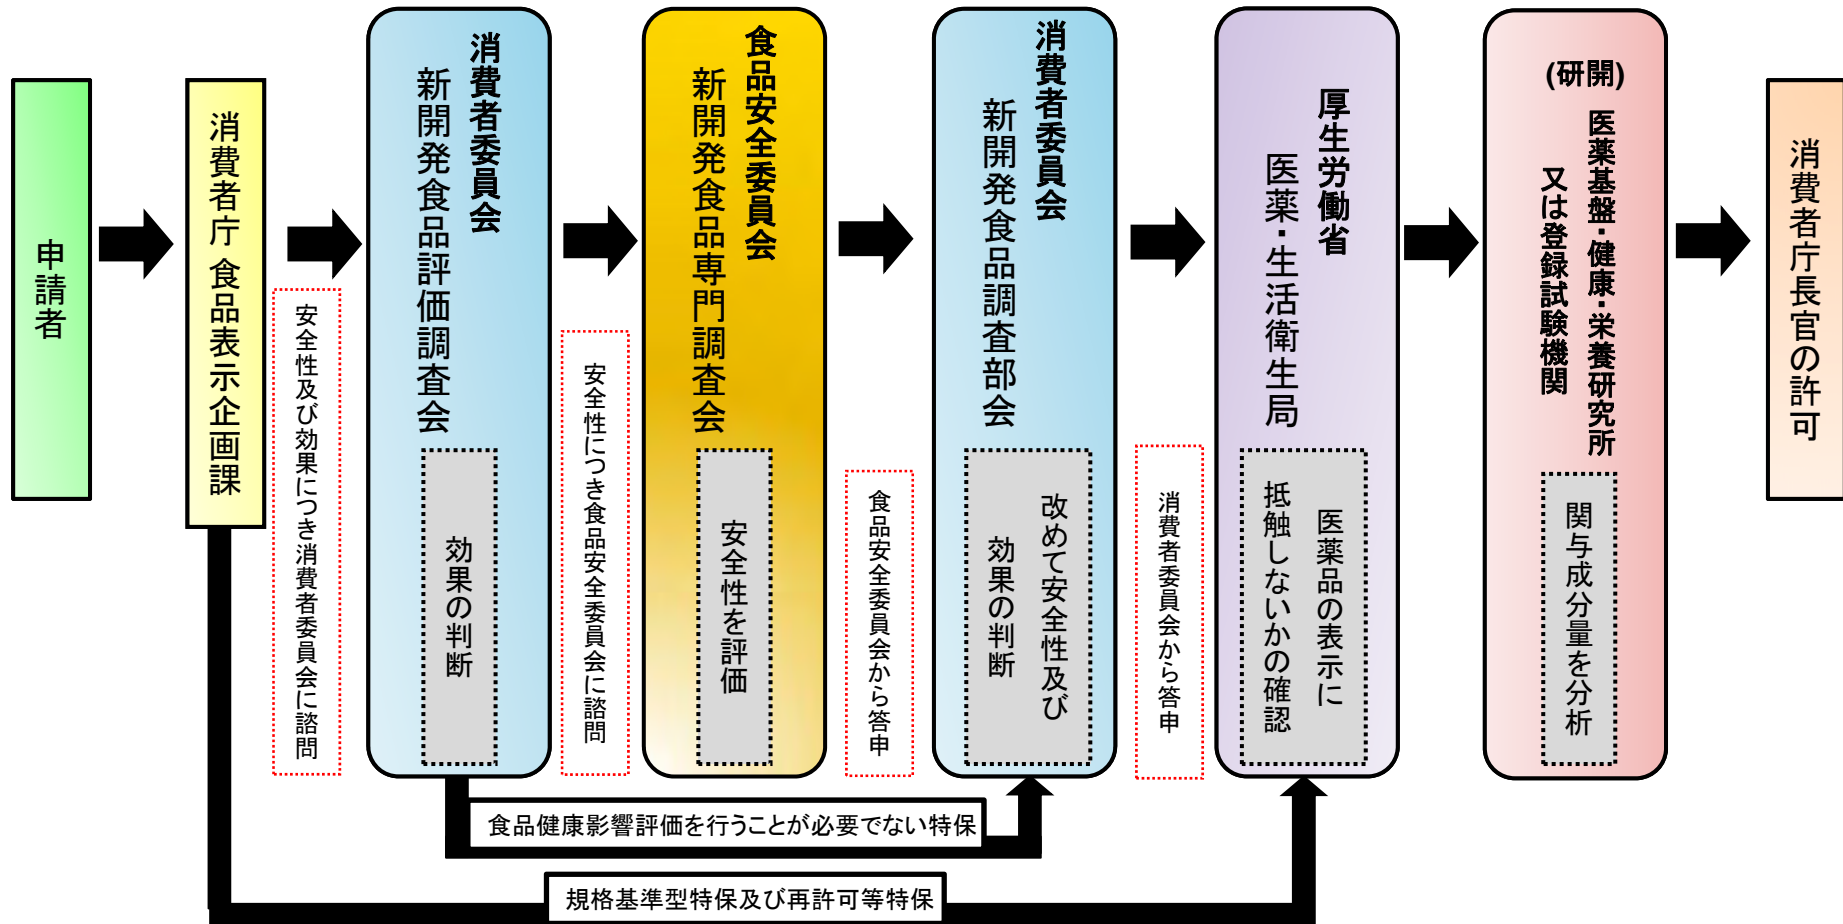 申請者
消費者庁 食品表示企画課
安全性及び効果につき消費者委員会に諮問
消費者委員会
新開発食品評価調査会
効果の判断
安全性につき食品安全委員会に諮問
食品安全委員会
新開発食品専門調査会
安全性を評価
食品安全委員会から答申
消費者委員会
新開発食品調査部会
改めて安全性及び
効果の判断
消費者委員会から答申
厚生労働省
医薬・生活衛生局
医薬品の表示に
抵触しないかの確認
(研開)
医薬基盤・健康・栄養研究所
又は登録試験機関
関与成分量を分析
消費者庁長官の許可
食品健康影響評価を行うことが必要でない特保
規格基準型特保及び再許可等特保